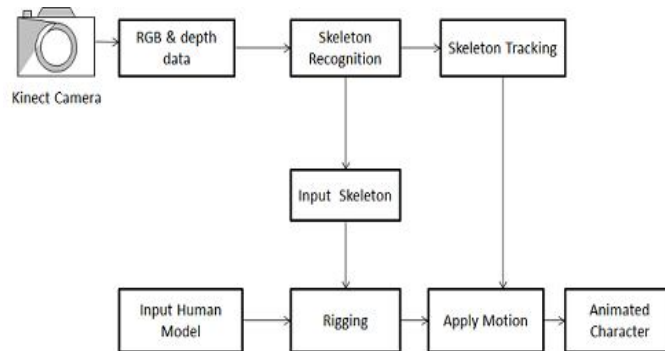 RGB & depth
data
Skeleton
Recognition
Skeleton Tracking
Kinect Camera
Input Skeleton
Input Human
Model
Rigging
Apply Motion
Animated
Character